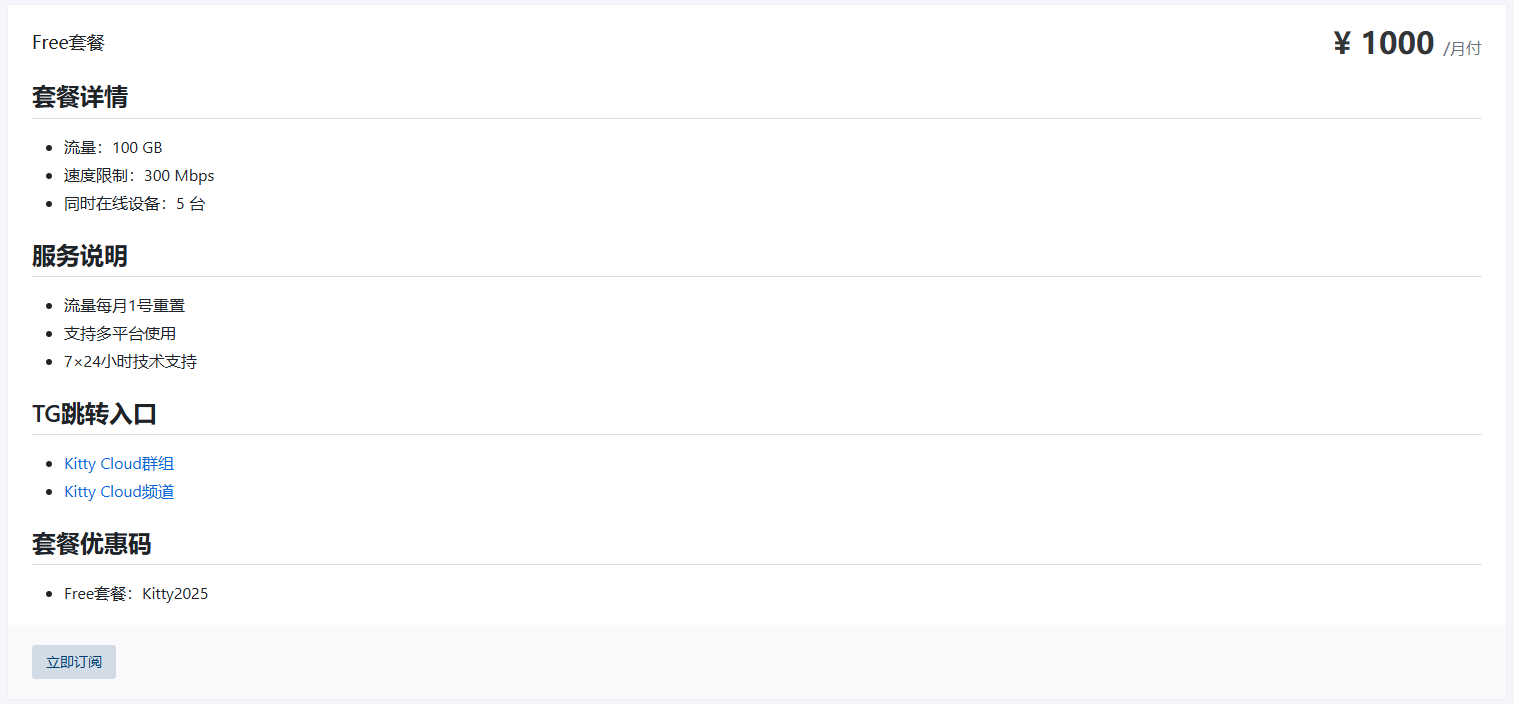 Free套餐
¥ 1000 /月付
套餐详情
流量：100 GB
速度限制：300 Mbps
同时在线设备：5 台
服务说明
流量每月1号重置
支持多平台使用
7×24小时技术支持
TG跳转入口
Kitty Cloud群组
Kitty Cloud频道
套餐优惠码
Free套餐：Kitty2025
立即订阅